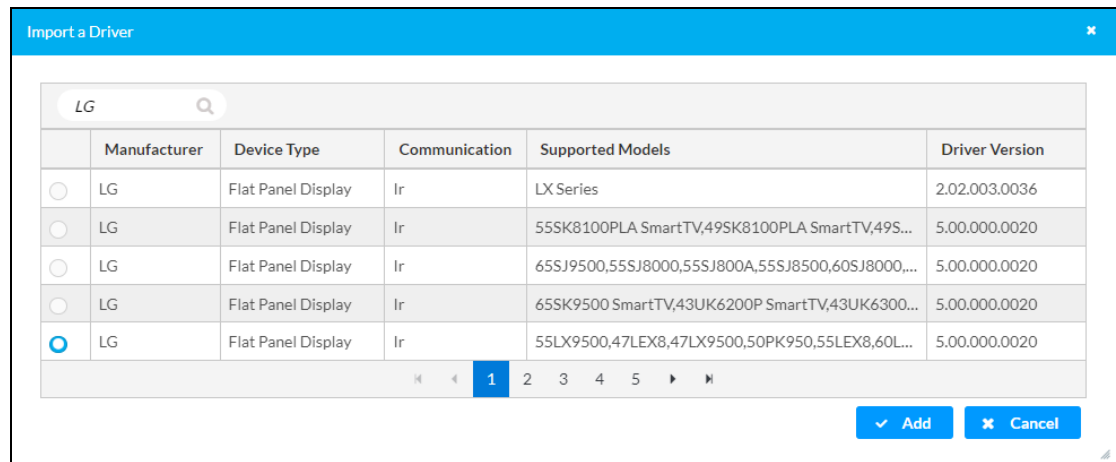 Import a Driver
LG
Manufacturer Device Type Communication Supported Models Driver Version
LG Flat Panel Display Ir LX Series 2.02.003.0036
LG Flat Panel Display Ir 55SK8100PLA SmartTV,49SK8100PLA SmartTV,49S... 5.00.000.0020
LG Flat Panel Display Ir 65SJ9500,55SJ8000,55SJ800A,55SJ8500,60SJ8000,... 5.00.000.0020
LG Flat Panel Display Ir 65SK9500 SmartTV,43UK6200P SmartTV,43UK6300... 5.00.000.0020
LG Flat Panel Display Ir 55LX9500,47LEX8,47LX9500,50PK950,55LEX8,60L... 5.00.000.0020
1 2 3 4 5
Add Cancel